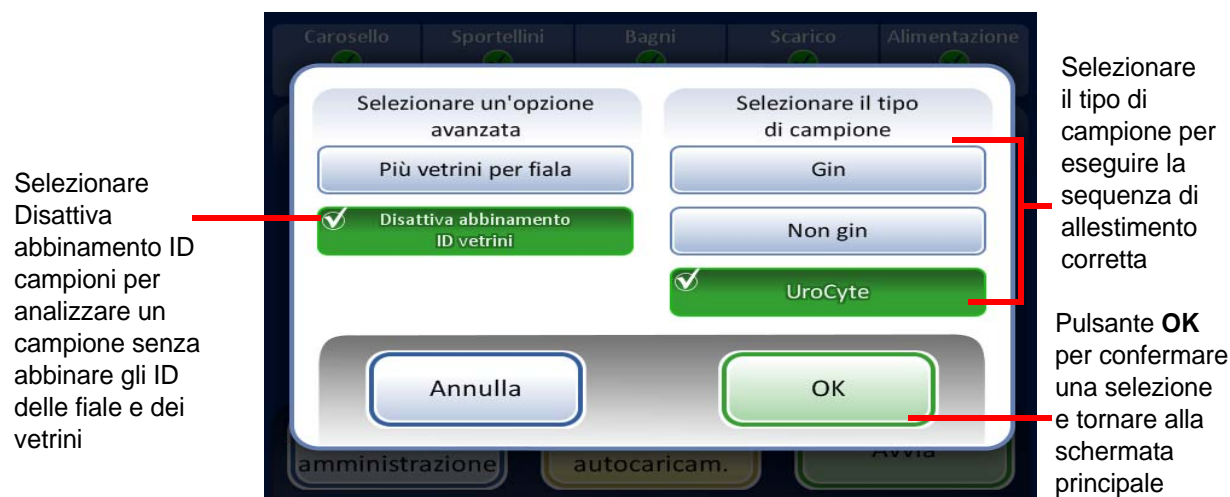 Carosello Sportellini Bagni Scarico Alimentazione
Selezionare un'opzione
avanzata
Più vetrini per fiala
Disattiva abbinamento
ID vetrini
Selezionare il tipo
di campione
Gin
Non gin
UroCyte
Annulla
OK
amministrazione
autocaricam.
Avvia
Selezionare
Disattiva
abbinamento ID
campioni per
analizzare un
campione senza
abbinare gli ID
delle fiale e dei
vetrini
Selezionare
il tipo di
campione per
eseguire la
sequenza di
allestimento
corretta
Pulsante OK
per confermare
una selezione
e tornare alla
schermata
principale